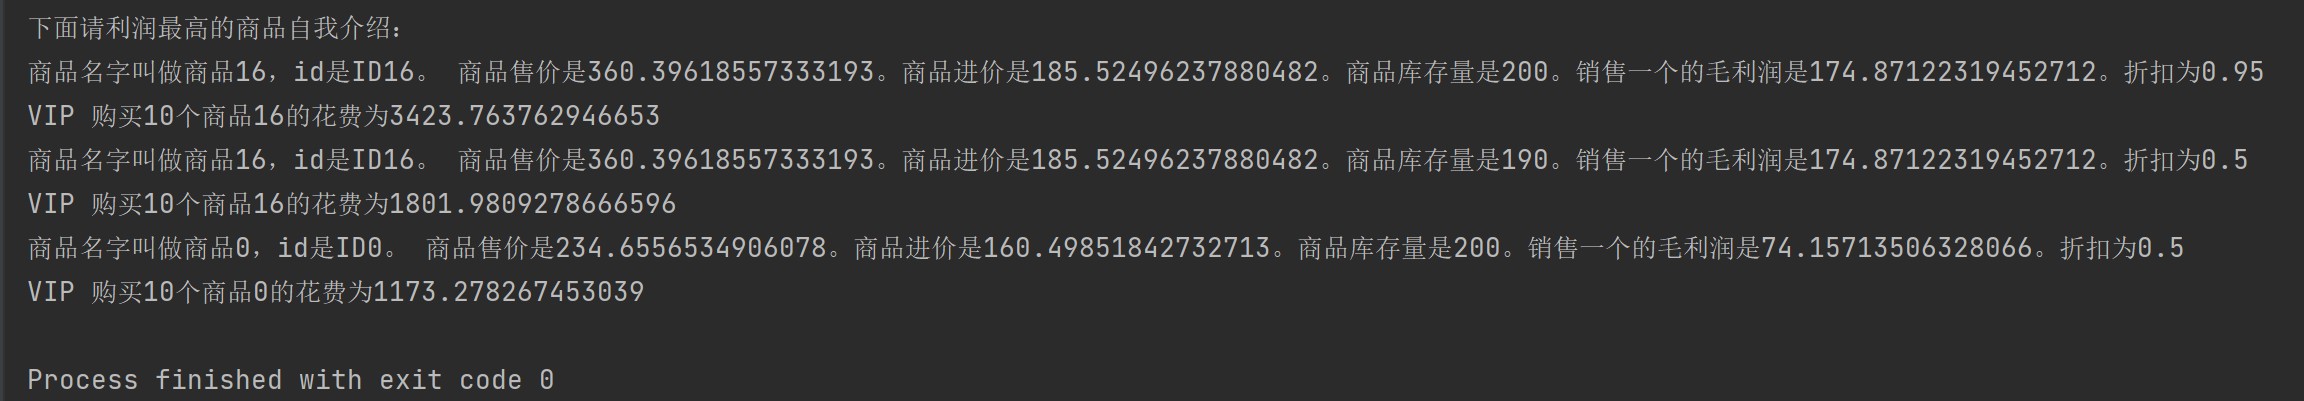 下面请利润最高的商品自我介绍：
商品名字叫做商品16，id是ID16。 商品售价是360.39618557333193。商品进价是185.52496237880482。商品库存量是200。销售一个的毛利润是174.87122319452712。折扣为0.95
VIP 购买10个商品16的花费为3423.763762946653
商品名字叫做商品16，id是ID16。 商品售价是360.39618557333193。商品进价是185.52496237880482。商品库存量是190。销售一个的毛利润是174.87122319452712。折扣为0.5
VIP 购买10个商品16的花费为1801.9809278666596
商品名字叫做商品0，id是ID0。 商品售价是234.6556534906078。商品进价是160.49851842732713。商品库存量是200。销售一个的毛利润是74.15713506328066。折扣为0.5
VIP 购买10个商品0的花费为1173.278267453039
Process finished with exit code 0